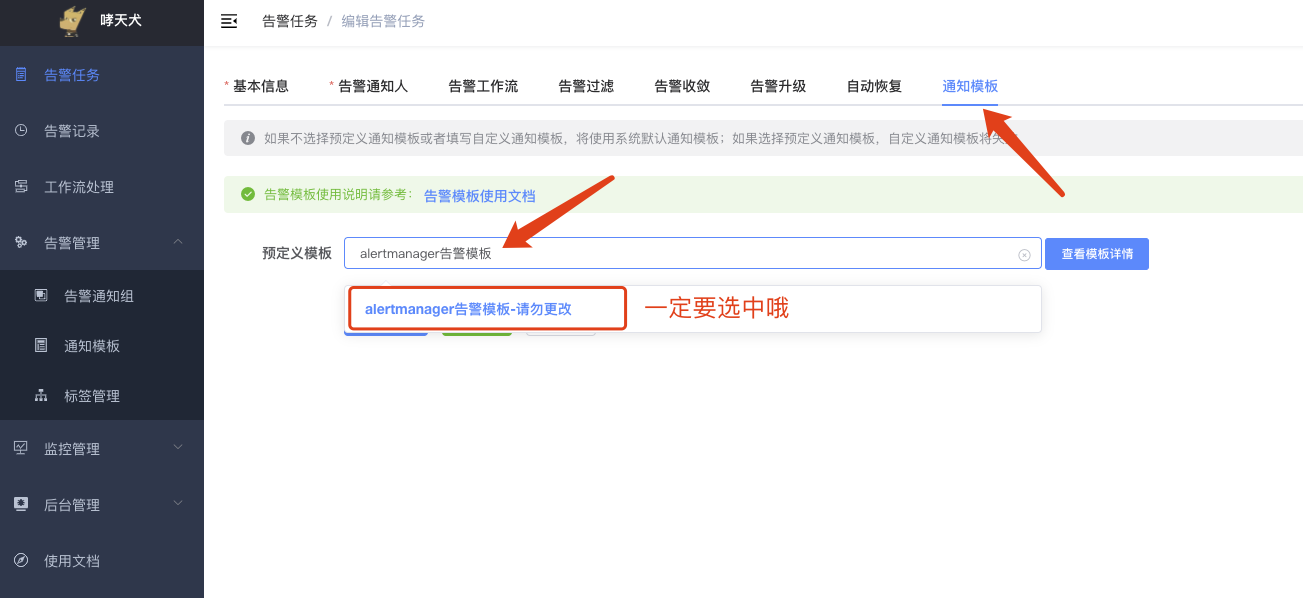 哮天犬
告警任务 / 编辑告警任务
告警任务
告警记录
工作流处理
告警管理
告警通知组
通知模板
标签管理
监控管理
后台管理
使用文档
* 基本信息 * 告警通知人 告警工作流 告警过滤 告警收敛 告警升级 自动恢复 通知模板
如果不选择预定义通知模板或者填写自定义通知模板，将使用系统默认通知模板；如果选择预定义通知模板，自定义通知模板将失
告警模板使用说明请参考： 告警模板使用文档
预定义模板 alertmanager告警模板 查看模板详情
alertmanager告警模板-请勿更改 一定要选中哦